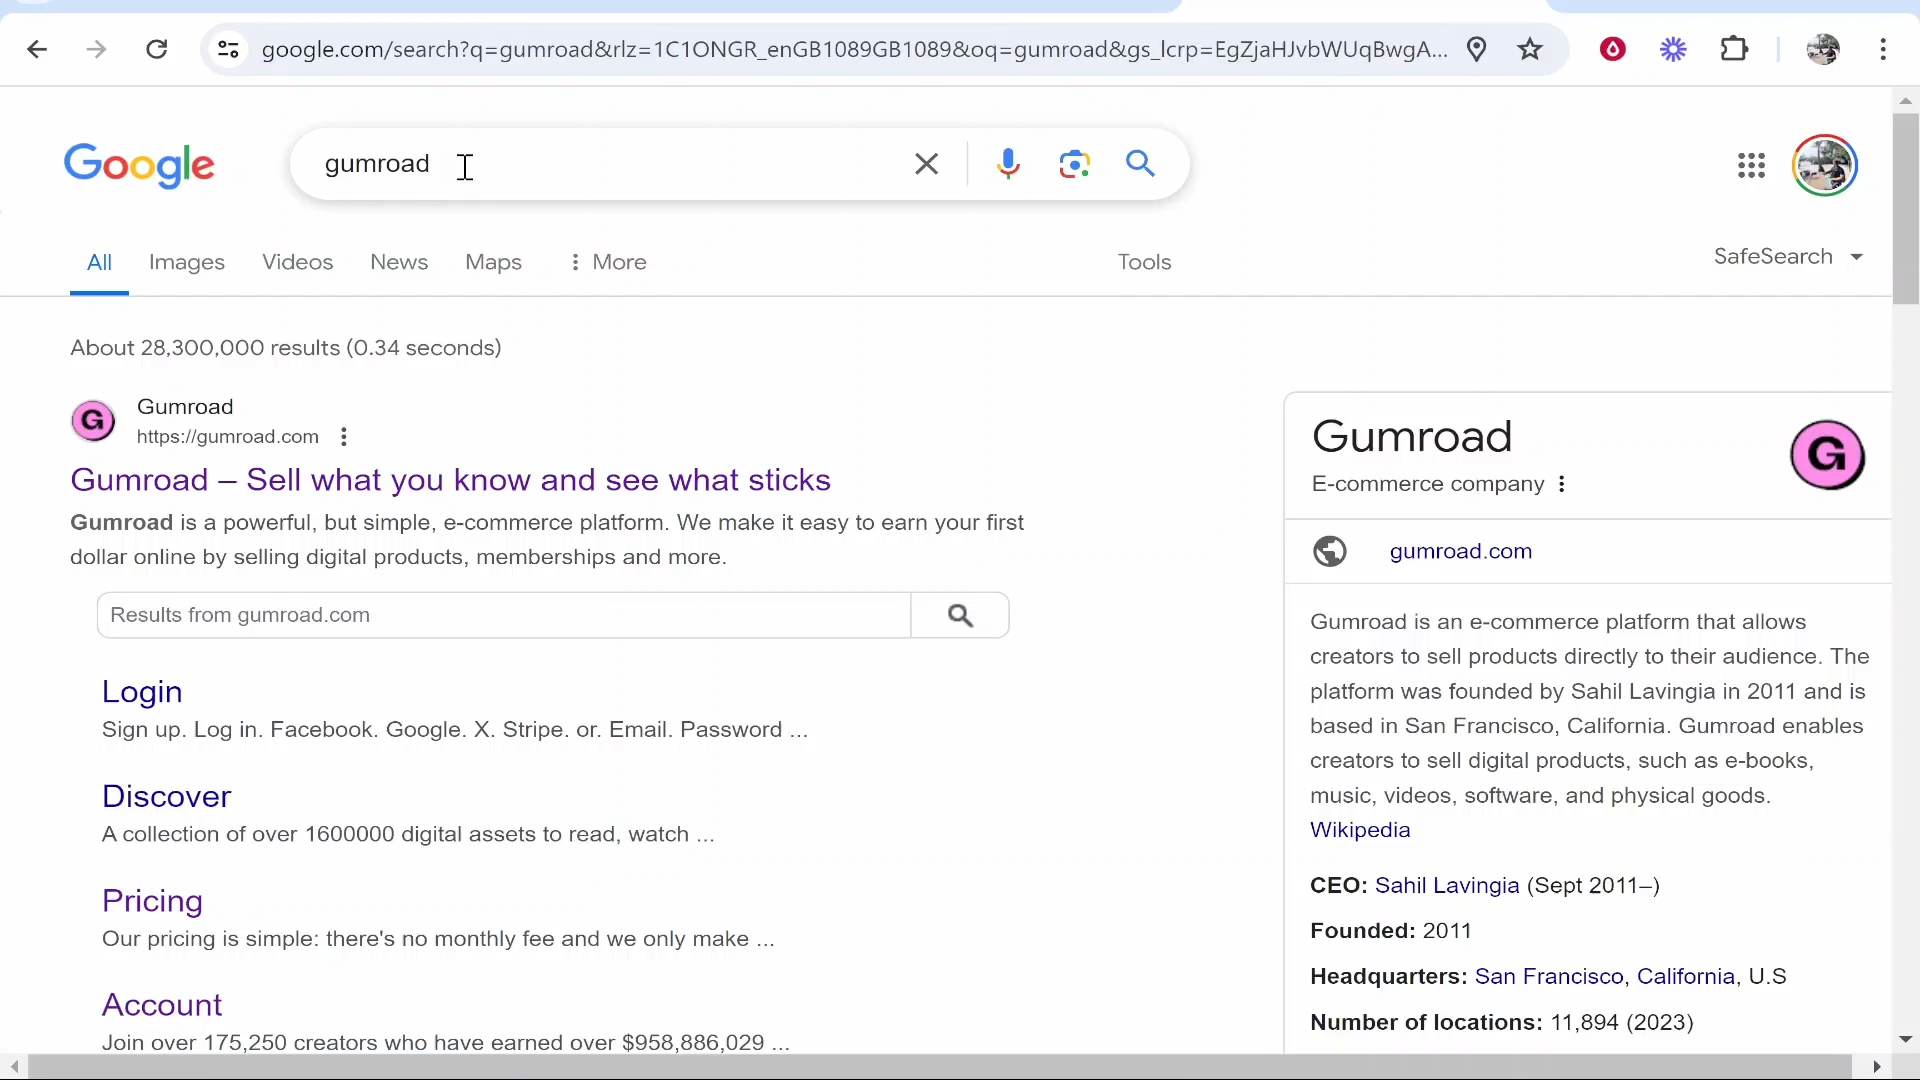 google.com/search?q=gumroad&rlz=1C1ONGR_enGB1089GB1089&oq=gumroad&gs_lcrp=EgZjaHJvbWUqBwgA...
Google
gumroad
All
Images
Videos
News
Maps
More
Tools
SafeSearch
About 28,300,000 results (0.34 seconds)
G
Gumroad
https://gumroad.com
Gumroad – Sell what you know and see what sticks
Gumroad is a powerful, but simple, e-commerce platform. We make it easy to earn your first
dollar online by selling digital products, memberships and more.
Results from gumroad.com
Login
Sign up. Log in. Facebook. Google. X. Stripe. or. Email. Password ...
Discover
A collection of over 1600000 digital assets to read, watch ...
Pricing
Our pricing is simple: there's no monthly fee and we only make ...
Account
Join over 175,250 creators who have earned over $958,886,029 ...
Gumroad
G
E-commerce company
gumroad.com
Gumroad is an e-commerce platform that allows
creators to sell products directly to their audience. The
platform was founded by Sahil Lavingia in 2011 and is
based in San Francisco, California. Gumroad enables
creators to sell digital products, such as e-books,
music, videos, software, and physical goods.
Wikipedia
CEO: Sahil Lavingia (Sept 2011–)
Founded: 2011
Headquarters: San Francisco, California, U.S
Number of locations: 11,894 (2023)